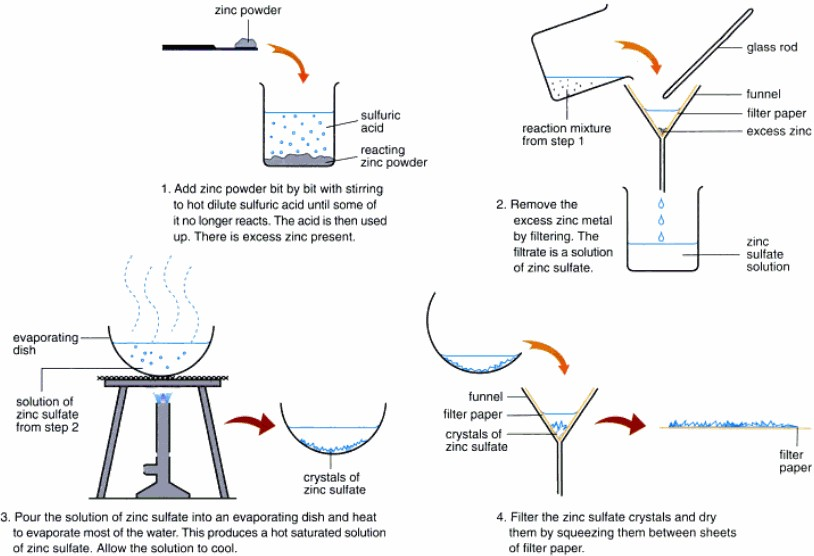 zinc powder
sulfuric
acid
reacting
zinc powder
1. Add zinc powder bit by bit with stirring
to hot dilute sulfuric acid until some of
it no longer reacts. The acid is then used
up. There is excess zinc present.
glass rod
funnel
filter paper
excess zinc
reaction mixture
from step 1
2. Remove the
excess zinc metal
by filtering. The
filtrate is a solution
of zinc sulfate.
zinc
sulfate
solution
evaporating
dish
solution of
zinc sulfate
from step 2
crystals of
zinc sulfate
3. Pour the solution of zinc sulfate into an evaporating dish and heat
to evaporate most of the water. This produces a hot saturated solution
of zinc sulfate. Allow the solution to cool.
funnel
filter paper
crystals of
zinc sulfate
filter
paper
4. Filter the zinc sulfate crystals and dry
them by squeezing them between sheets
of filter paper.